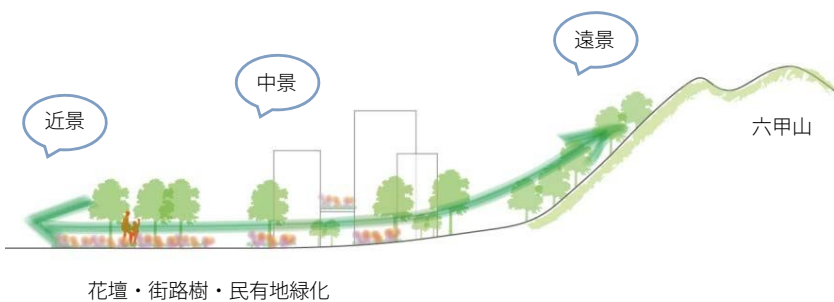 遠景
中景
近景
六甲山
花壇・街路樹・民有地緑化